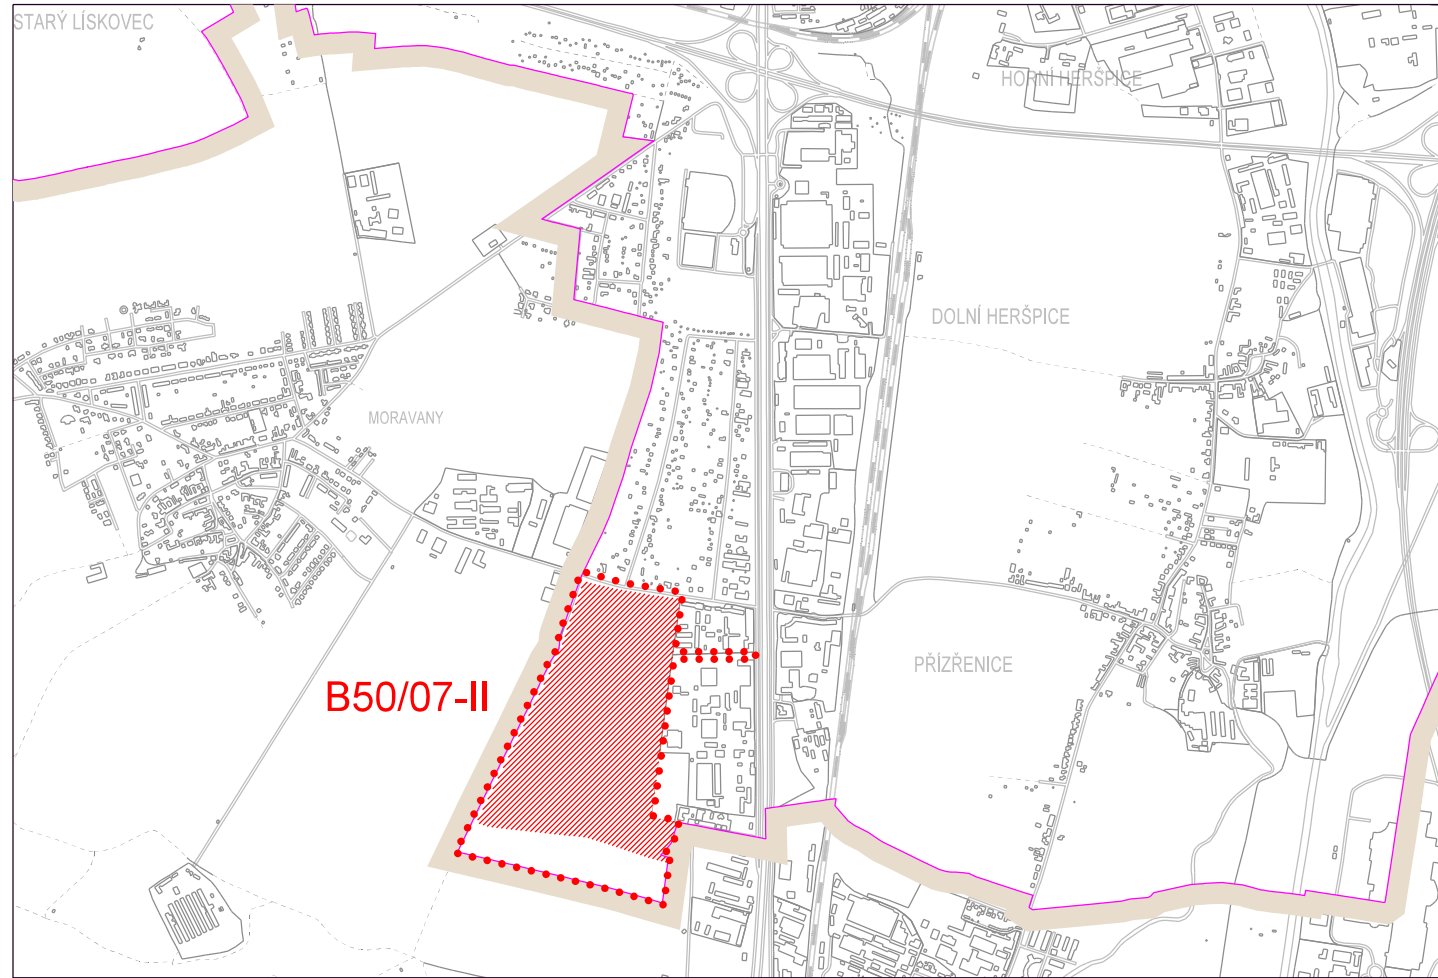 STARÝ LÍSKOVEC
HORNÍ HERŠPICE
DOLNÍ HERŠPICE
MORAVANY
PŘÍZŘENICE
B50/07-II